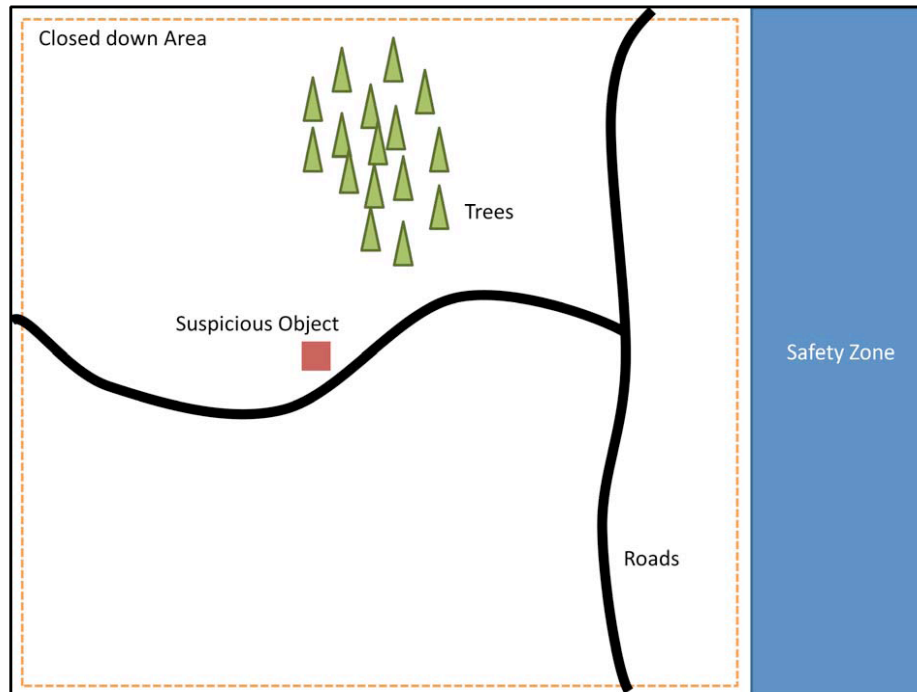 Closed down Area
Trees
Suspicious Object
Safety Zone
Roads